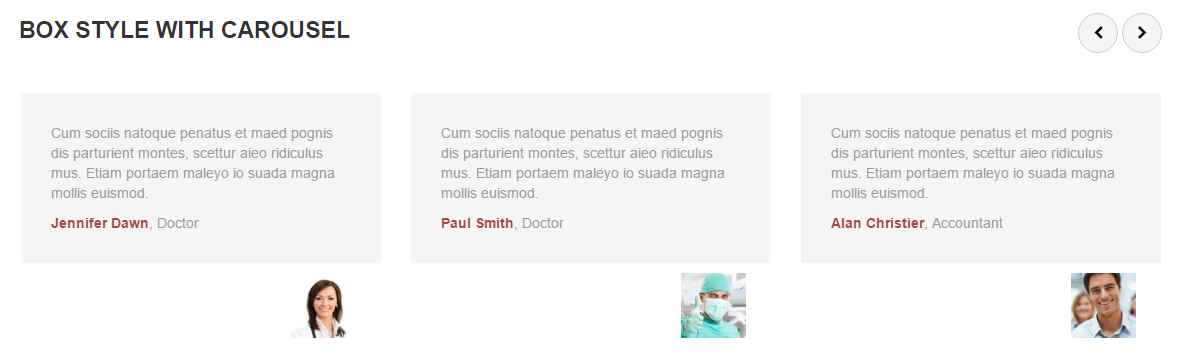 BOX STYLE WITH CAROUSEL
Cum sociis natoque penatus et maed pognis
dis parturient montes, scettur aieo ridiculus
mus. Etiam portaem maleyo io suada magna
mollis euismod.
Jennifer Dawn, Doctor
Cum sociis natoque penatus et maed pognis
dis parturient montes, scettur aieo ridiculus
mus. Etiam portaem maleyo io suada magna
mollis euismod.
Paul Smith, Doctor
Cum sociis natoque penatus et maed pognis
dis parturient montes, scettur aieo ridiculus
mus. Etiam portaem maleyo io suada magna
mollis euismod.
Alan Christier, Accountant